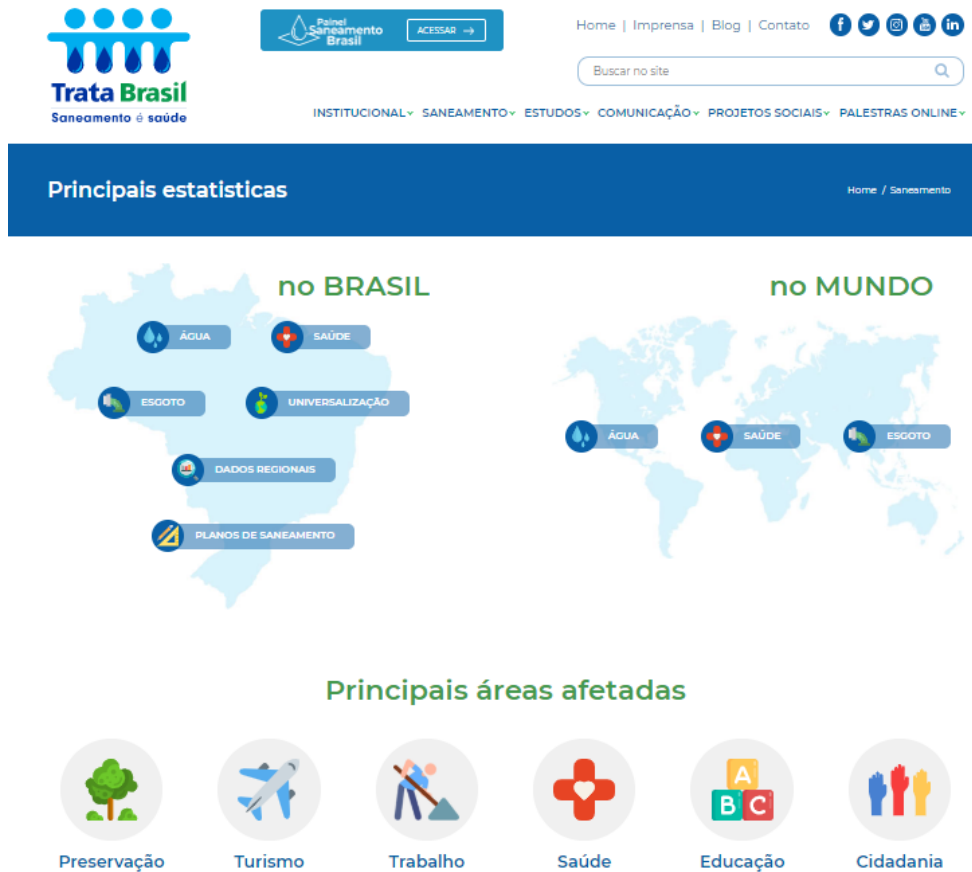 Painel
Saneamento
Brasil
ACESSAR →
Home | Imprensa | Blog | Contato
Trata Brasil
Saneamento é saúde
Buscar no site
INSTITUCIONAL SANEAMENTO ESTUDOS COMUNICAÇÃO PROJETOS SOCIAIS PALESTRAS ONLINE
Principais estatisticas
Home / Saneamento
no BRASIL
ÁGUA
SAÚDE
ESGOTO
UNIVERSALIZAÇÃO
DADOS REGIONAIS
PLANOS DE SANEAMENTO
no MUNDO
ÁGUA
SAÚDE
ESGOTO
Principais áreas afetadas
A
B C
Preservação Turismo Trabalho Saúde Educação Cidadania